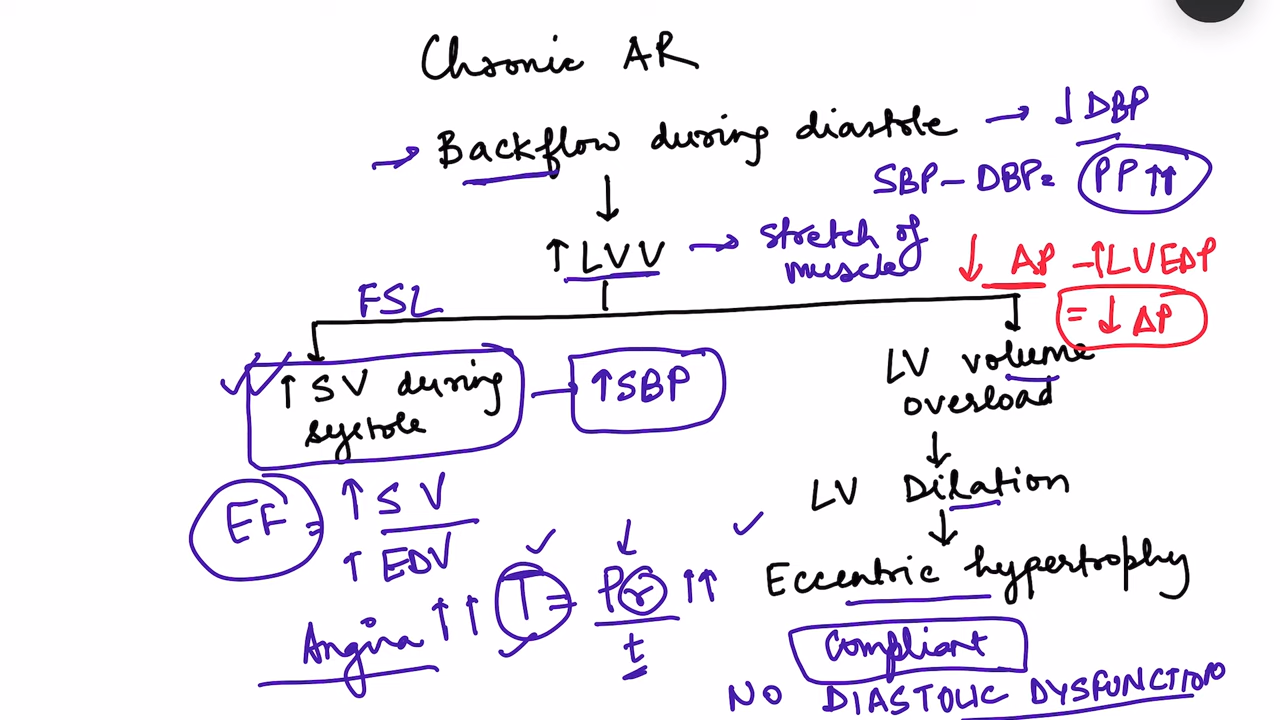 Chronic AR
→ Backflow during diastole → ↓ DBP
SBP – DBP = PP ↑↑
↑ LVV → stretch of
muscle
↓ AP – ↑LVEDP
= ↓ ΔP
FSL
↑ SV during
systole
↑SBP
LV volume
overload
EF = ↑ SV
↑ EDV
LV Dilation
Eccentric hypertrophy
Angina ↑ ↑ T = Pr ↑↑
t
Compliant
NO DIASTOLIC DYSFUNCTION